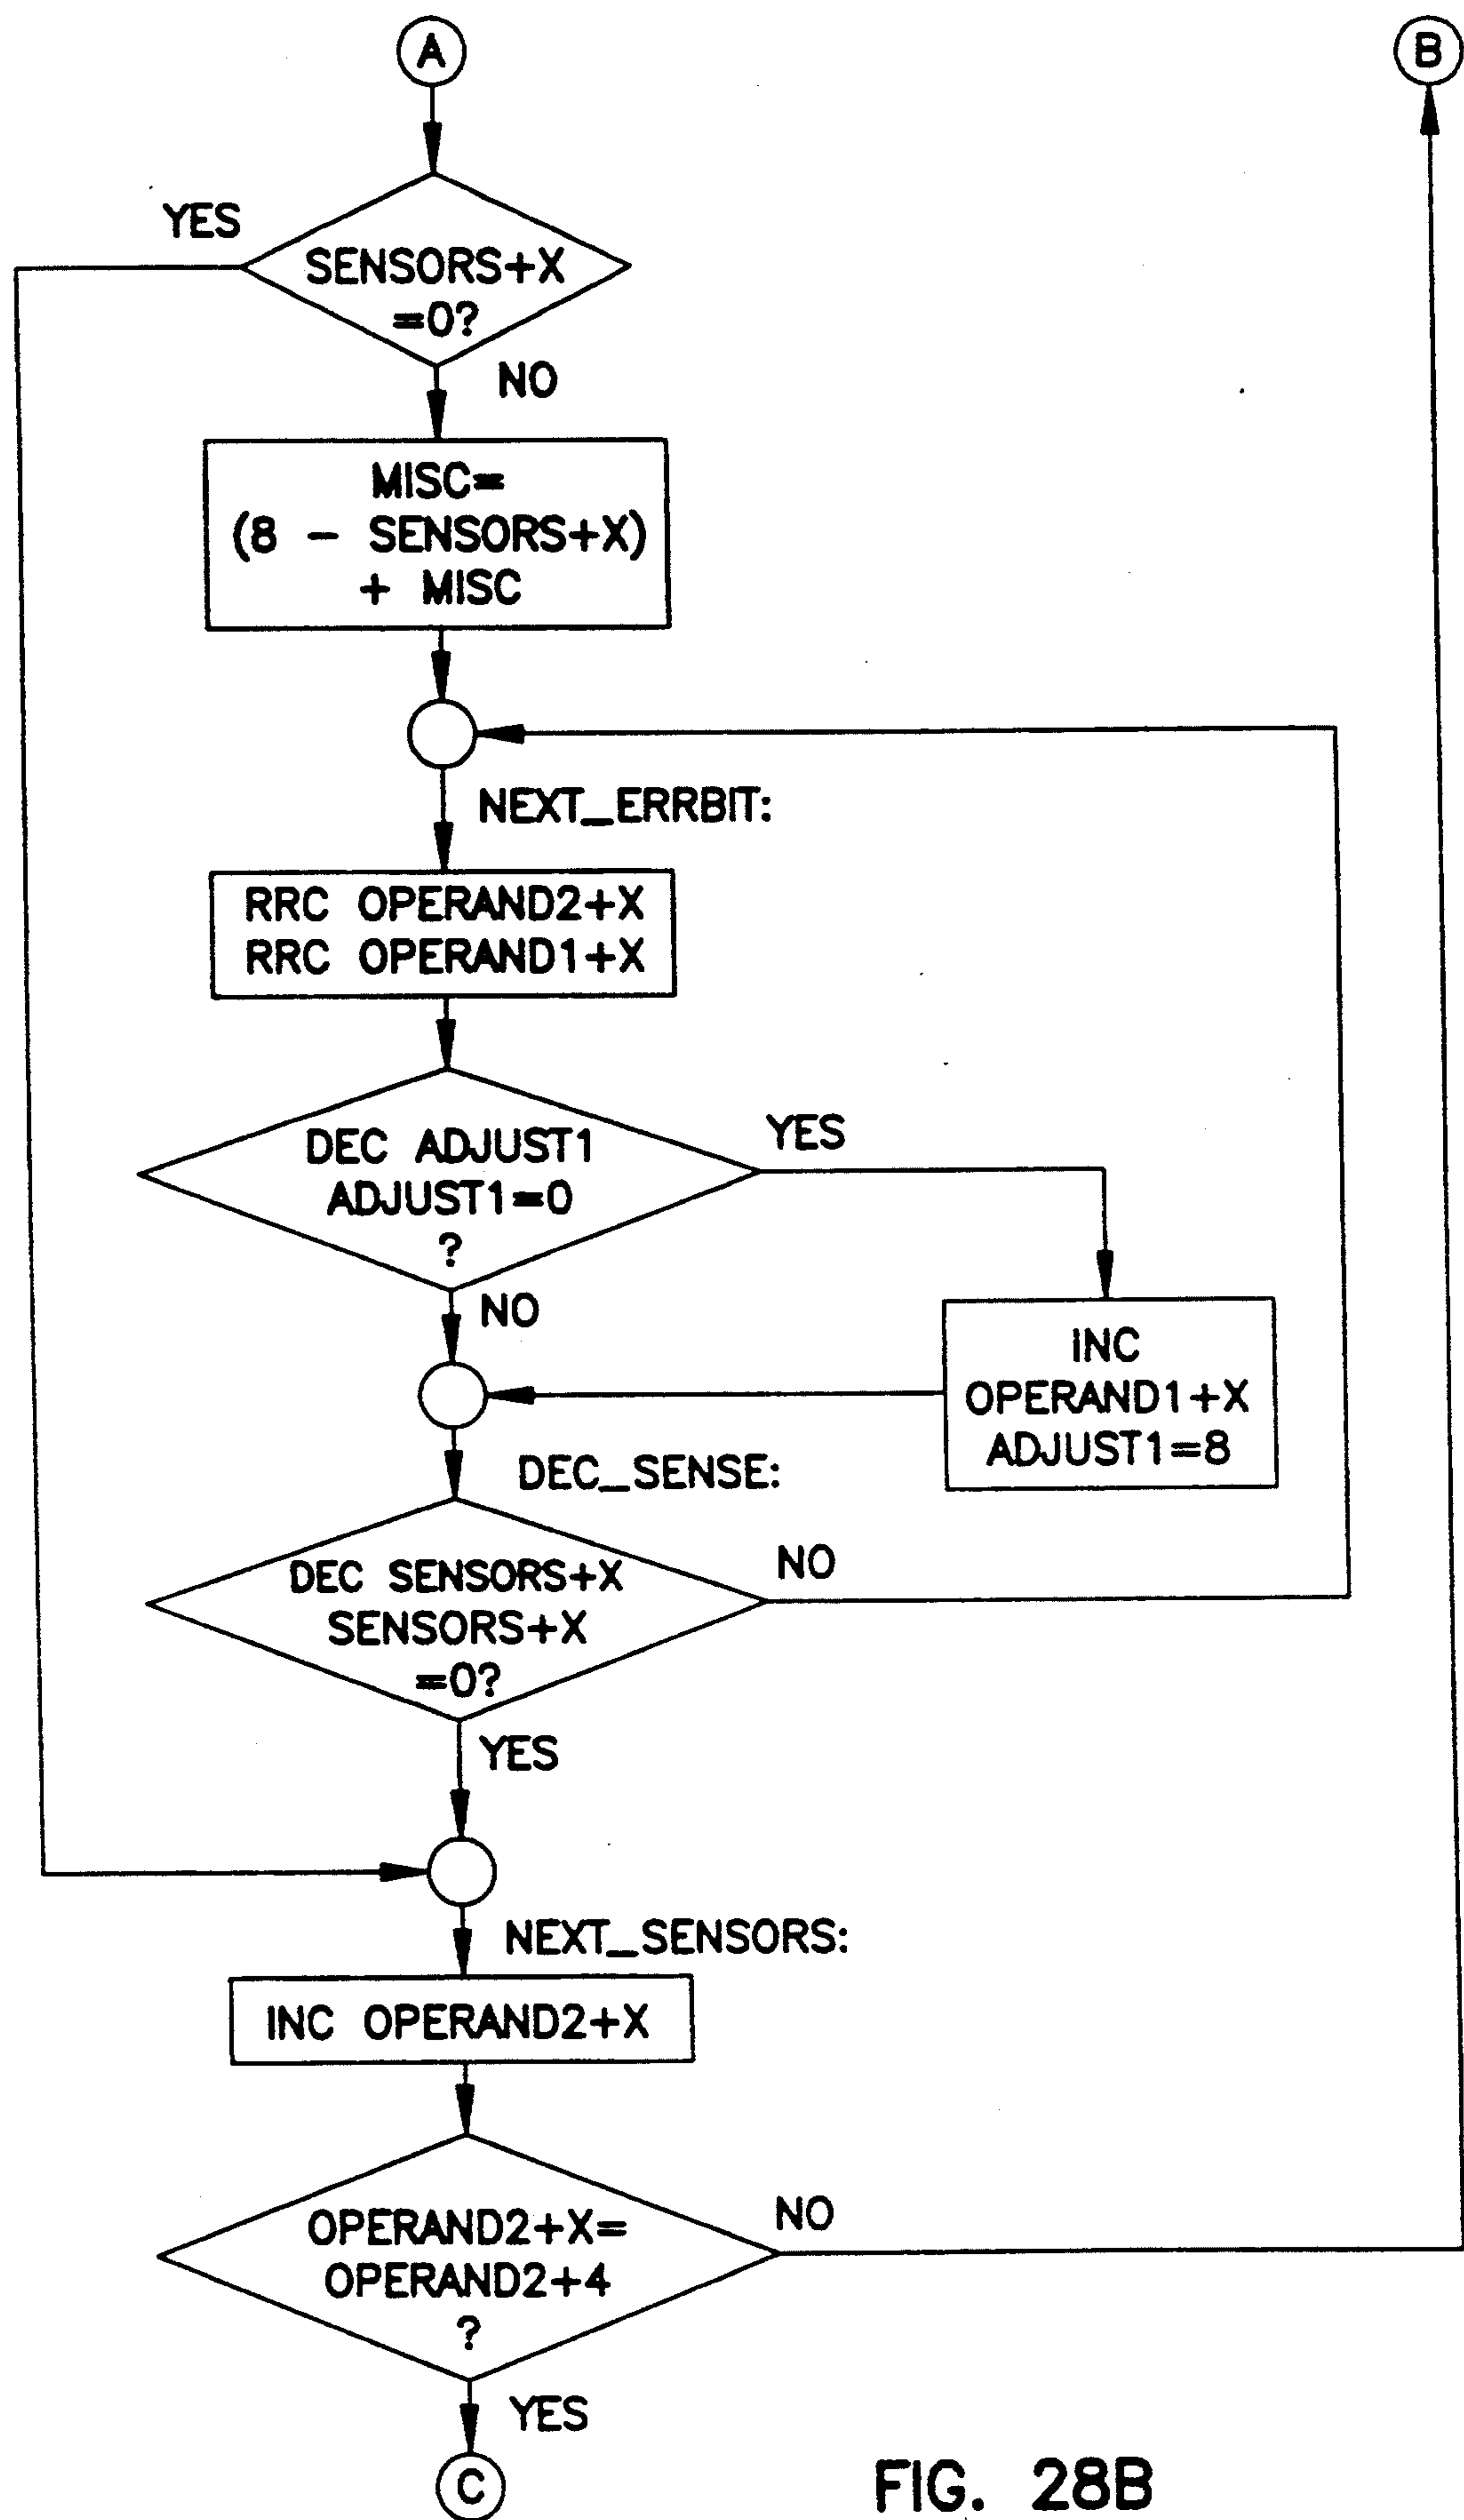 A
B
YES
SENSORS+X
=0?
NO
MISC=
(8 - SENSORS+X)
+ MISC
NEXT_ERRBIT:
RRC OPERAND2+X
RRC OPERAND1+X
DEC ADJUST1
ADJUST1=0
?
YES
NO
INC
OPERAND1+X
ADJUST1=8
DEC_SENSE:
DEC SENSORS+X
SENSORS+X
=0?
NO
YES
NEXT_SENSORS:
INC OPERAND2+X
OPERAND2+X=
OPERAND2+4
?
NO
YES
C
FIG. 28B